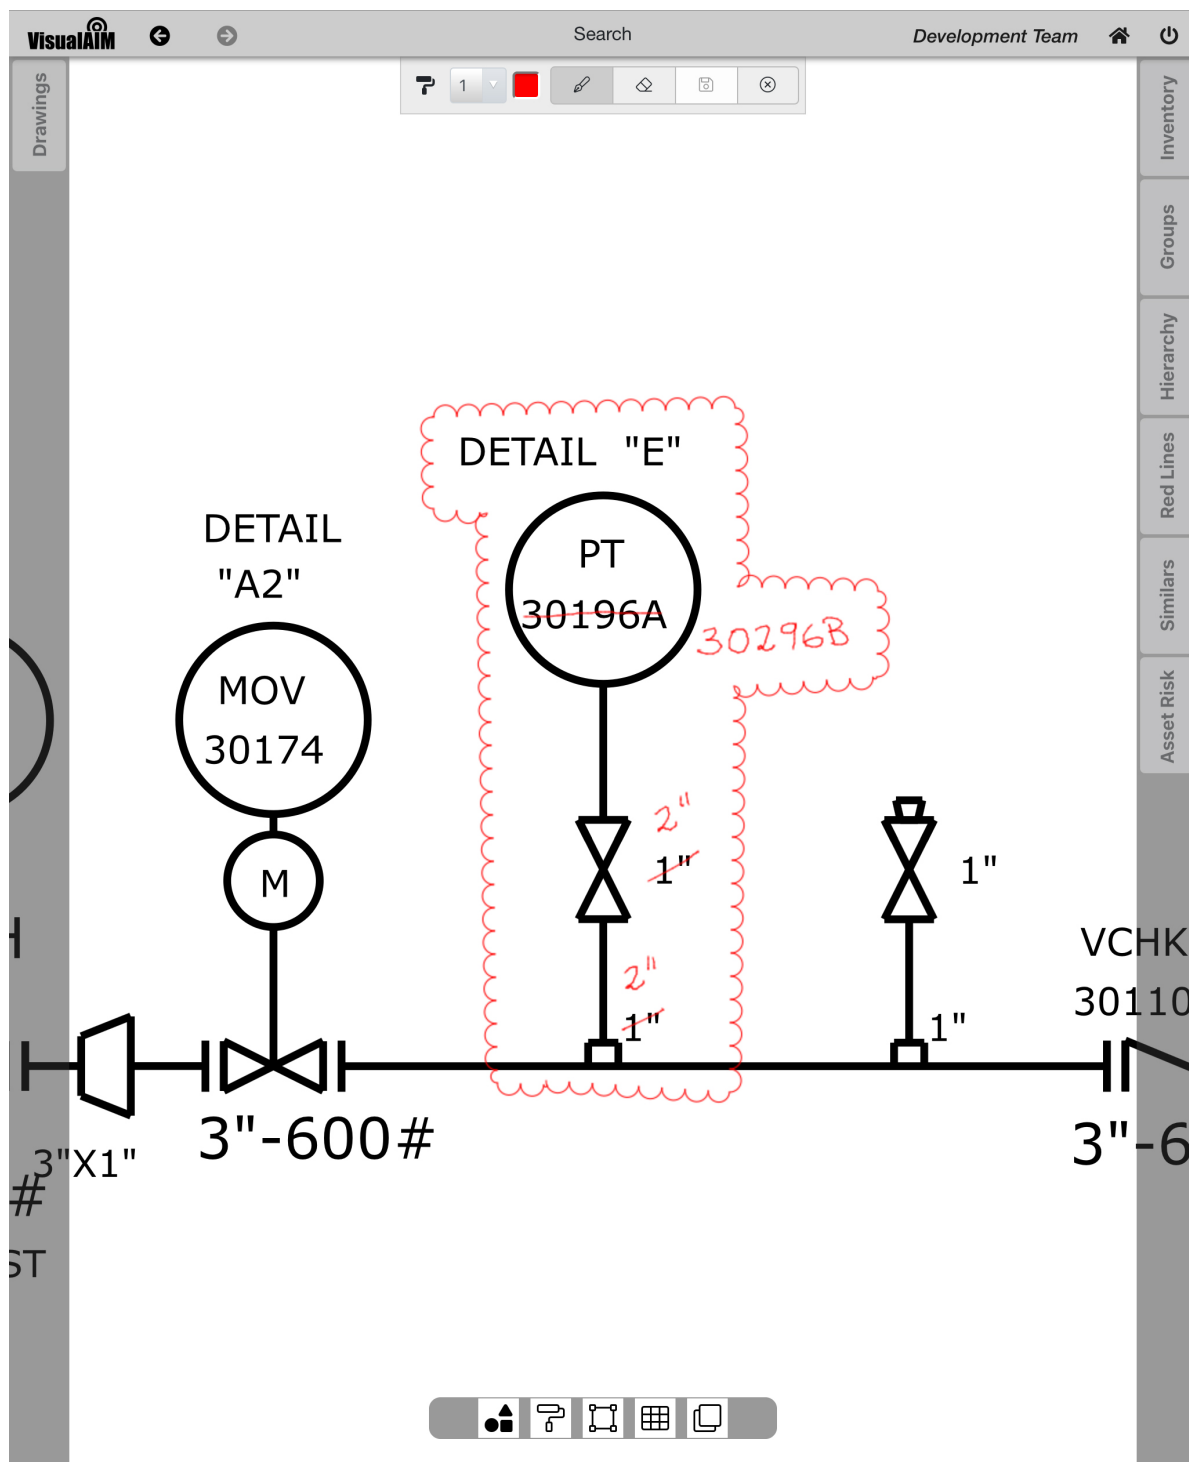 VisualAIM
Search
Development Team
Drawings
1
Inventory
Groups
Hierarchy
Red Lines
Similars
Asset Risk
DETAIL "E"
PT
30196A
30296B
DETAIL
"A2"
MOV
30174
M
2"
1"
2"
1"
1"
1"
VCHK
30110
H
3"-600#
3"X1"
#
ST
3"-6